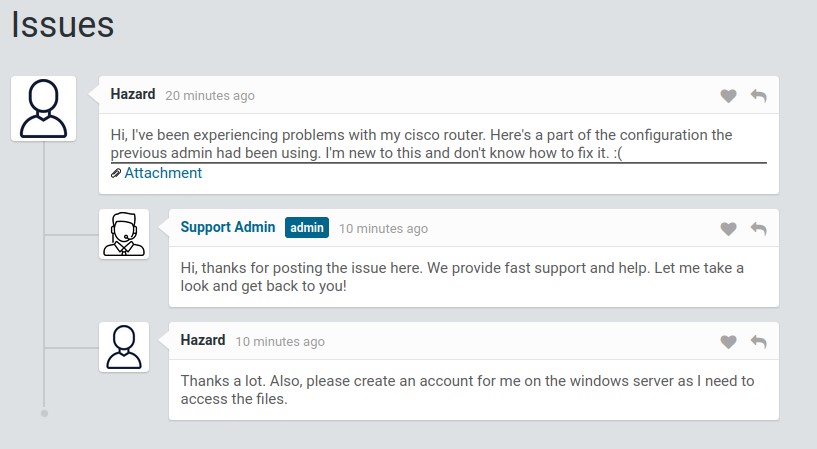 Issues
Hazard 20 minutes ago
Hi, I've been experiencing problems with my cisco router. Here's a part of the configuration the
previous admin had been using. I'm new to this and don't know how to fix it. :(
Attachment
Support Admin admin 10 minutes ago
Hi, thanks for posting the issue here. We provide fast support and help. Let me take a
look and get back to you!
Hazard 10 minutes ago
Thanks a lot. Also, please create an account for me on the windows server as I need to
access the files.